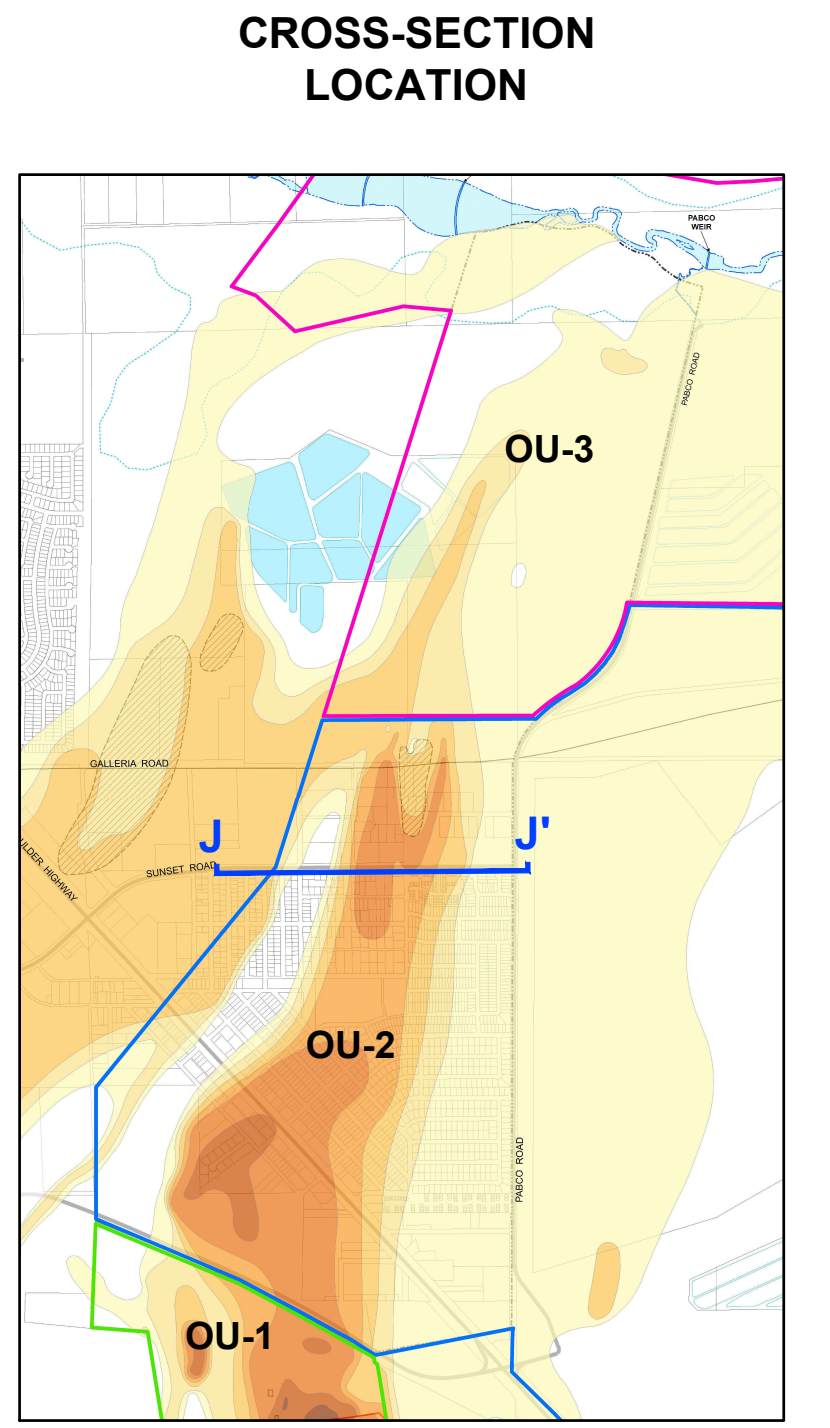 CROSS-SECTION
LOCATION
PABCO
WEIR
PABCO ROAD
OU-3
GALLERIA ROAD
J
J'
SUNSET ROAD
ULDER HIGHWAY
OU-2
PABCO ROAD
OU-1